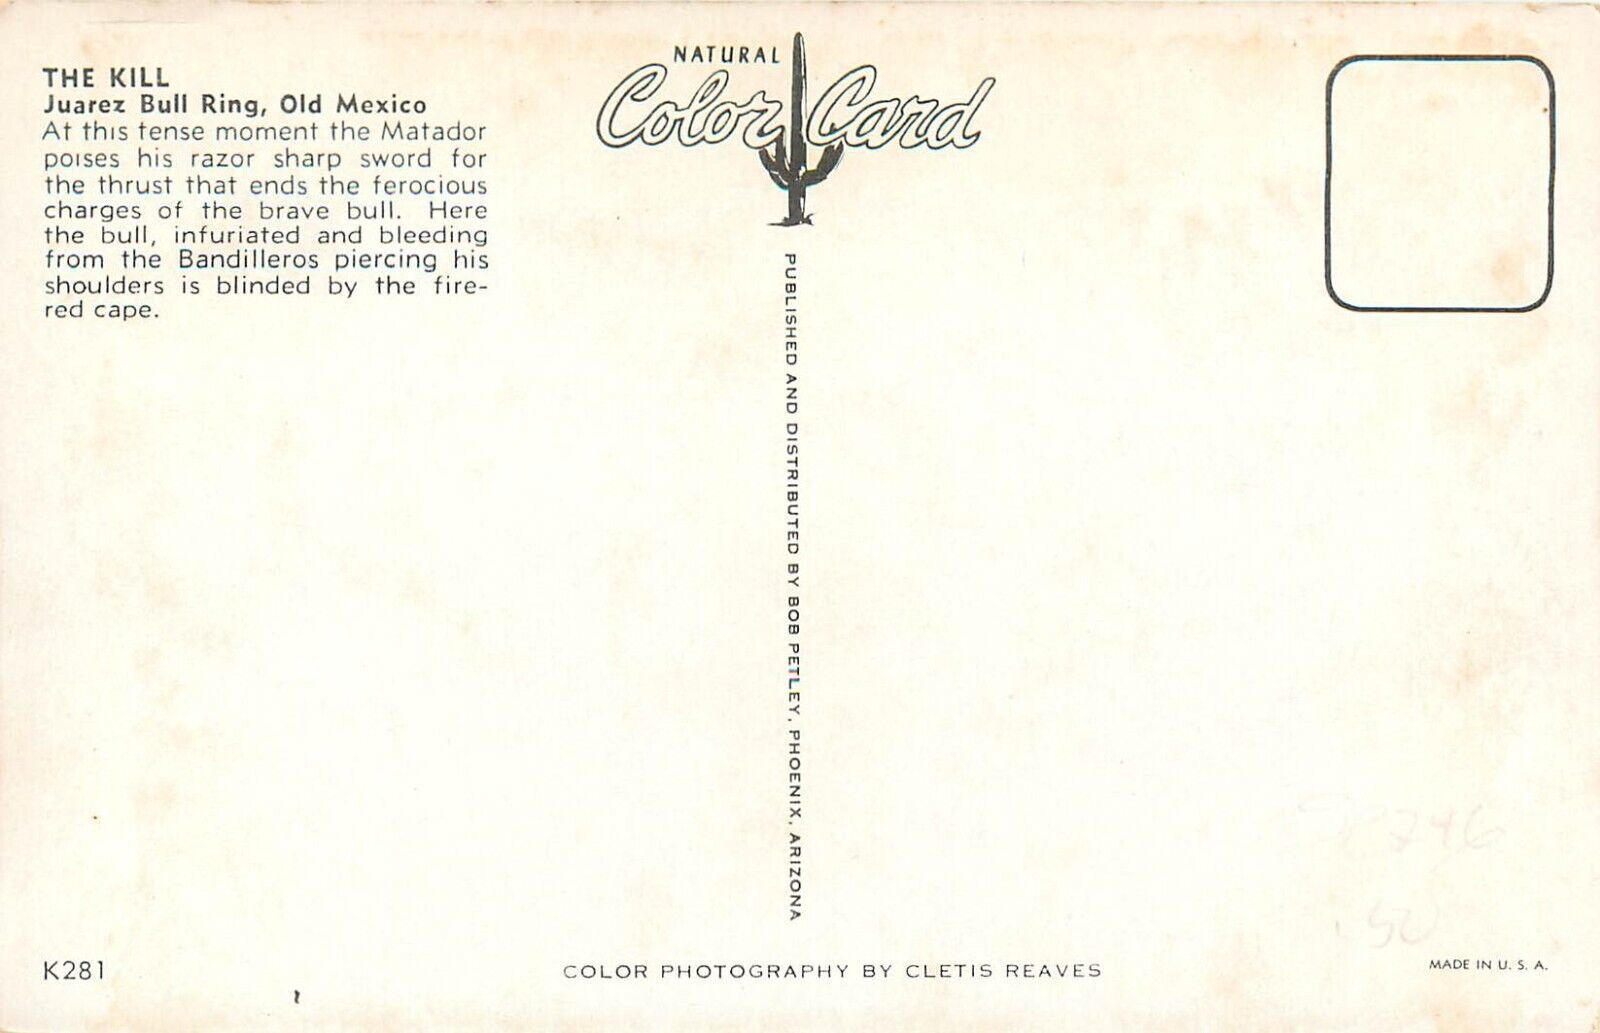 THE KILL
Juarez Bull Ring, Old Mexico
At this tense moment the Matador
poises his razor sharp sword for
the thrust that ends the ferocious
charges of the brave bull. Here
the bull, infuriated and bleeding
from the Bandilleros piercing his
shoulders is blinded by the fire-
red cape.
NATURAL
Color Card
PUBLISHED AND DISTRIBUTED BY BOB PETLEY, PHOENIX, ARIZONA
K281
COLOR PHOTOGRAPHY BY CLETIS REAVES
MADE IN U. S. A.